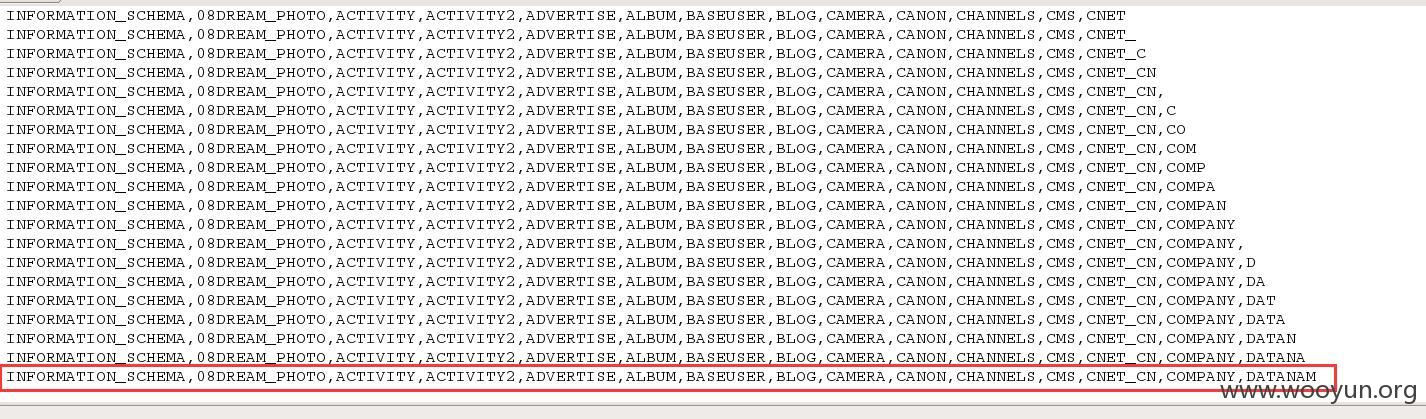 INFORMATION_SCHEMA,08DREAM_PHOTO,ACTIVITY,ACTIVITY2,ADVERTISE,ALBUM,BASEUSER,BLOG,CAMERA,CANON,CHANNELS,CMS,CNET
INFORMATION_SCHEMA,08DREAM_PHOTO,ACTIVITY,ACTIVITY2,ADVERTISE,ALBUM,BASEUSER,BLOG,CAMERA,CANON,CHANNELS,CMS,CNET_
INFORMATION_SCHEMA,08DREAM_PHOTO,ACTIVITY,ACTIVITY2,ADVERTISE,ALBUM,BASEUSER,BLOG,CAMERA,CANON,CHANNELS,CMS,CNET_C
INFORMATION_SCHEMA,08DREAM_PHOTO,ACTIVITY,ACTIVITY2,ADVERTISE,ALBUM,BASEUSER,BLOG,CAMERA,CANON,CHANNELS,CMS,CNET_CN
INFORMATION_SCHEMA,08DREAM_PHOTO,ACTIVITY,ACTIVITY2,ADVERTISE,ALBUM,BASEUSER,BLOG,CAMERA,CANON,CHANNELS,CMS,CNET_CN,
INFORMATION_SCHEMA,08DREAM_PHOTO,ACTIVITY,ACTIVITY2,ADVERTISE,ALBUM,BASEUSER,BLOG,CAMERA,CANON,CHANNELS,CMS,CNET_CN,C
INFORMATION_SCHEMA,08DREAM_PHOTO,ACTIVITY,ACTIVITY2,ADVERTISE,ALBUM,BASEUSER,BLOG,CAMERA,CANON,CHANNELS,CMS,CNET_CN,CO
INFORMATION_SCHEMA,08DREAM_PHOTO,ACTIVITY,ACTIVITY2,ADVERTISE,ALBUM,BASEUSER,BLOG,CAMERA,CANON,CHANNELS,CMS,CNET_CN,COM
INFORMATION_SCHEMA,08DREAM_PHOTO,ACTIVITY,ACTIVITY2,ADVERTISE,ALBUM,BASEUSER,BLOG,CAMERA,CANON,CHANNELS,CMS,CNET_CN,COMP
INFORMATION_SCHEMA,08DREAM_PHOTO,ACTIVITY,ACTIVITY2,ADVERTISE,ALBUM,BASEUSER,BLOG,CAMERA,CANON,CHANNELS,CMS,CNET_CN,COMPA
INFORMATION_SCHEMA,08DREAM_PHOTO,ACTIVITY,ACTIVITY2,ADVERTISE,ALBUM,BASEUSER,BLOG,CAMERA,CANON,CHANNELS,CMS,CNET_CN,COMPAN
INFORMATION_SCHEMA,08DREAM_PHOTO,ACTIVITY,ACTIVITY2,ADVERTISE,ALBUM,BASEUSER,BLOG,CAMERA,CANON,CHANNELS,CMS,CNET_CN,COMPANY
INFORMATION_SCHEMA,08DREAM_PHOTO,ACTIVITY,ACTIVITY2,ADVERTISE,ALBUM,BASEUSER,BLOG,CAMERA,CANON,CHANNELS,CMS,CNET_CN,COMPANY,
INFORMATION_SCHEMA,08DREAM_PHOTO,ACTIVITY,ACTIVITY2,ADVERTISE,ALBUM,BASEUSER,BLOG,CAMERA,CANON,CHANNELS,CMS,CNET_CN,COMPANY,D
INFORMATION_SCHEMA,08DREAM_PHOTO,ACTIVITY,ACTIVITY2,ADVERTISE,ALBUM,BASEUSER,BLOG,CAMERA,CANON,CHANNELS,CMS,CNET_CN,COMPANY,DA
INFORMATION_SCHEMA,08DREAM_PHOTO,ACTIVITY,ACTIVITY2,ADVERTISE,ALBUM,BASEUSER,BLOG,CAMERA,CANON,CHANNELS,CMS,CNET_CN,COMPANY,DAT
INFORMATION_SCHEMA,08DREAM_PHOTO,ACTIVITY,ACTIVITY2,ADVERTISE,ALBUM,BASEUSER,BLOG,CAMERA,CANON,CHANNELS,CMS,CNET_CN,COMPANY,DATA
INFORMATION_SCHEMA,08DREAM_PHOTO,ACTIVITY,ACTIVITY2,ADVERTISE,ALBUM,BASEUSER,BLOG,CAMERA,CANON,CHANNELS,CMS,CNET_CN,COMPANY,DATAN
INFORMATION_SCHEMA,08DREAM_PHOTO,ACTIVITY,ACTIVITY2,ADVERTISE,ALBUM,BASEUSER,BLOG,CAMERA,CANON,CHANNELS,CMS,CNET_CN,COMPANY,DATANA
INFORMATION_SCHEMA,08DREAM_PHOTO,ACTIVITY,ACTIVITY2,ADVERTISE,ALBUM,BASEUSER,BLOG,CAMERA,CANON,CHANNELS,CMS,CNET_CN,COMPANY,DATANAM
www.wooyun.org